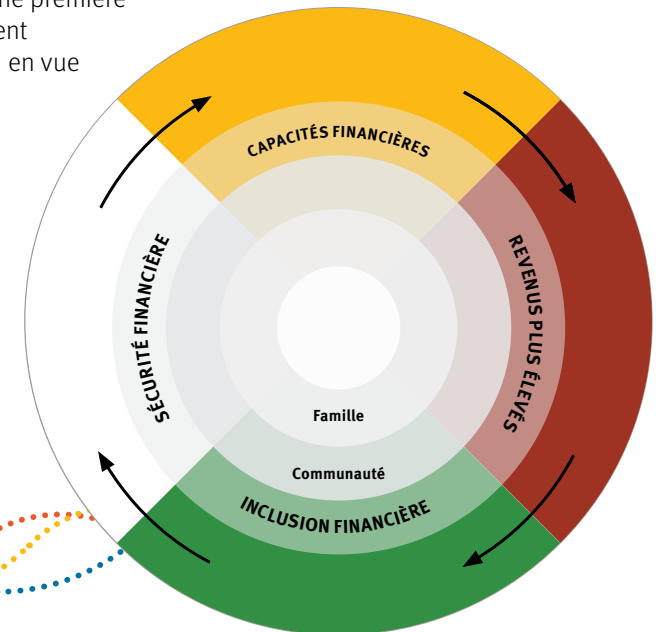 ne première
ent
en vue
CAPACITÉS FINANCIÈRES
REVENUS PLUS ÉLEVÉS
SÉCURITÉ FINANCIÈRE
Famille
Communauté
INCLUSION FINANCIÈRE